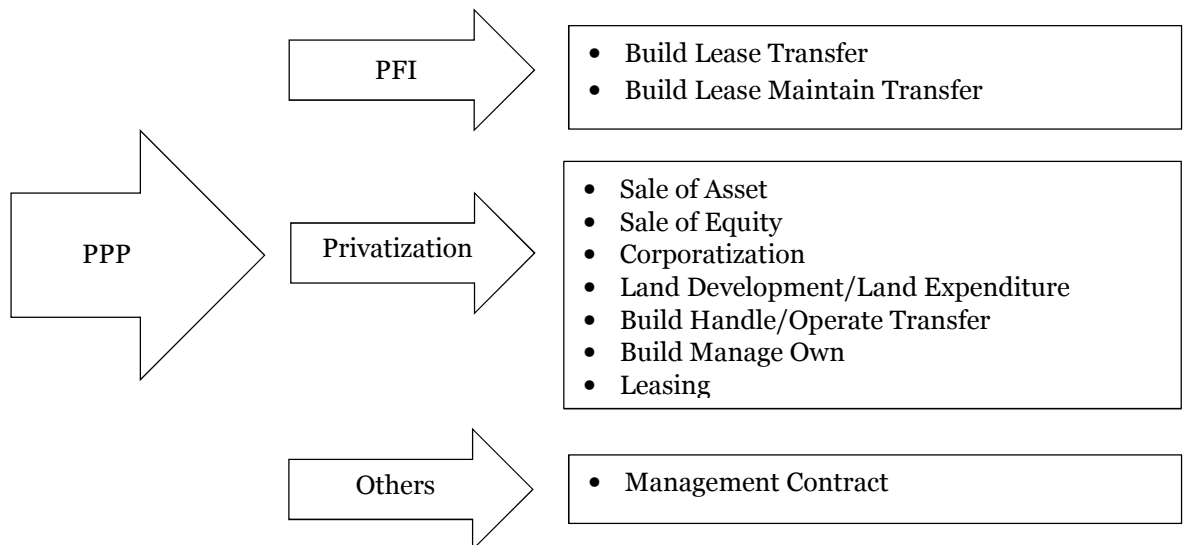 PPP
PFI
• Build Lease Transfer
• Build Lease Maintain Transfer
Privatization
• Sale of Asset
• Sale of Equity
• Corporatization
• Land Development/Land Expenditure
• Build Handle/Operate Transfer
• Build Manage Own
• Leasing
Others
• Management Contract